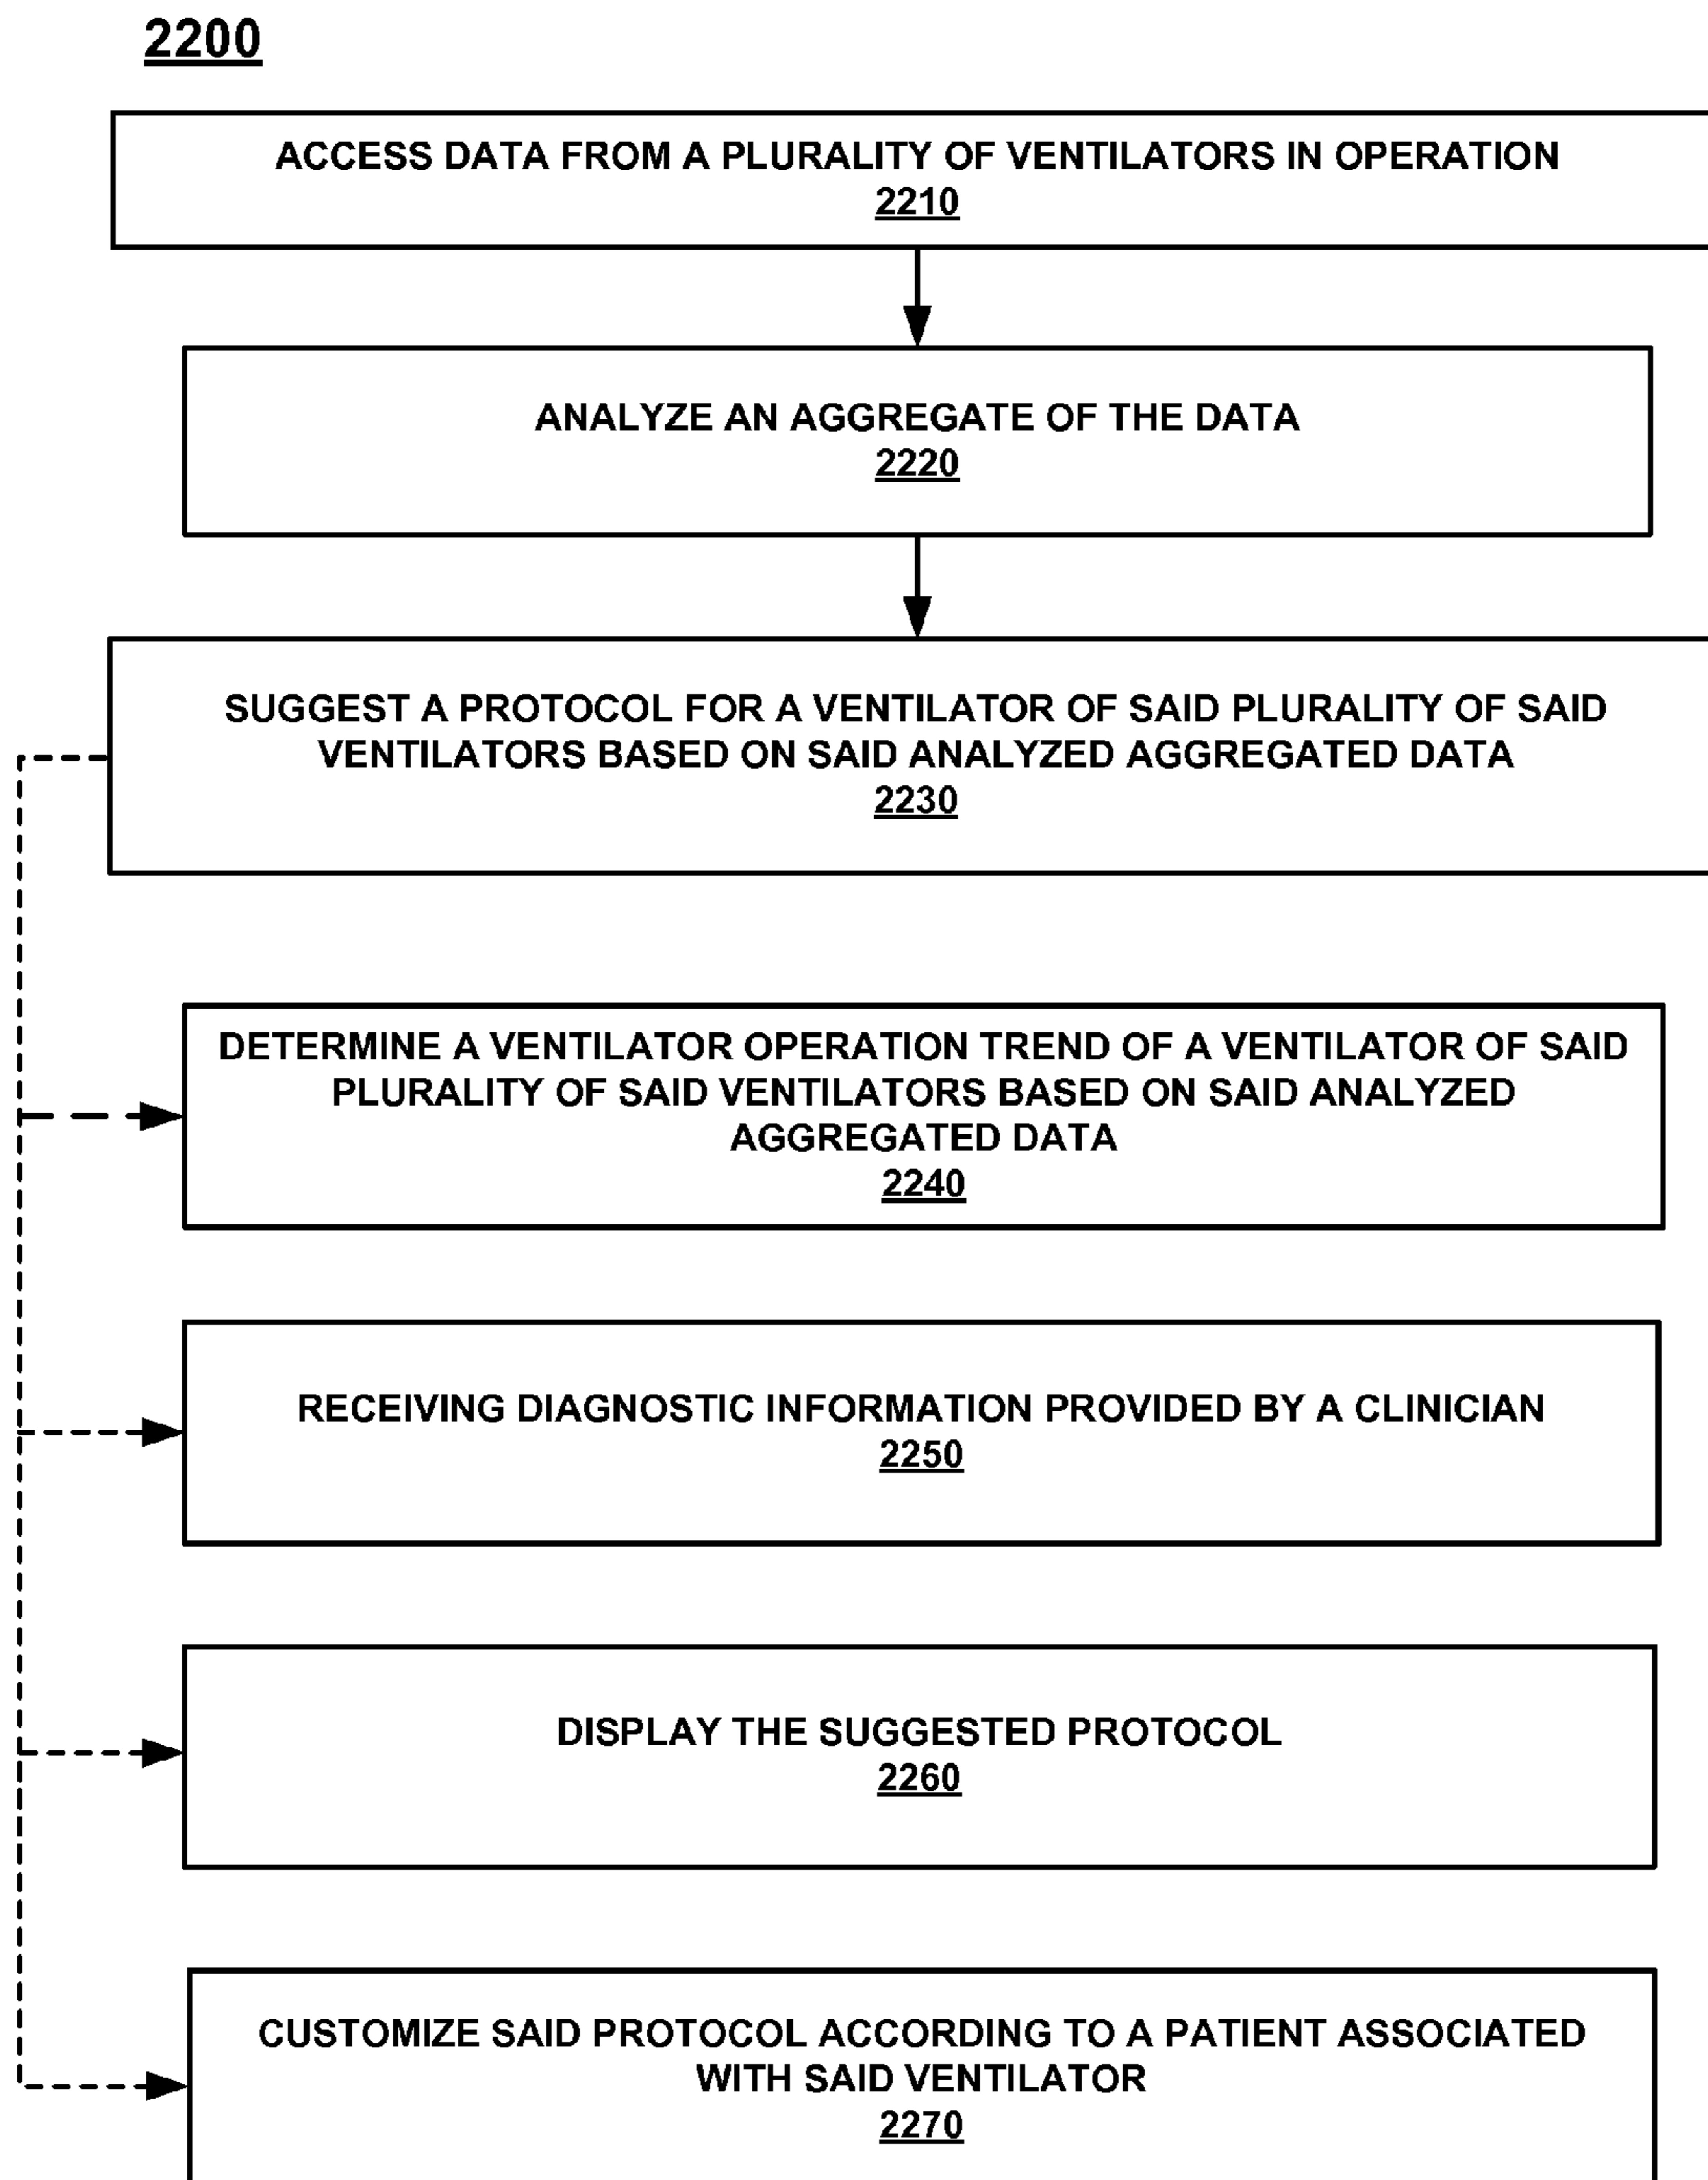 2200
ACCESS DATA FROM A PLURALITY OF VENTILATORS IN OPERATION
2210
ANALYZE AN AGGREGATE OF THE DATA
2220
SUGGEST A PROTOCOL FOR A VENTILATOR OF SAID PLURALITY OF SAID
VENTILATORS BASED ON SAID ANALYZED AGGREGATED DATA
2230
DETERMINE A VENTILATOR OPERATION TREND OF A VENTILATOR OF SAID
PLURALITY OF SAID VENTILATORS BASED ON SAID ANALYZED
AGGREGATED DATA
2240
RECEIVING DIAGNOSTIC INFORMATION PROVIDED BY A CLINICIAN
2250
DISPLAY THE SUGGESTED PROTOCOL
2260
CUSTOMIZE SAID PROTOCOL ACCORDING TO A PATIENT ASSOCIATED
WITH SAID VENTILATOR
2270